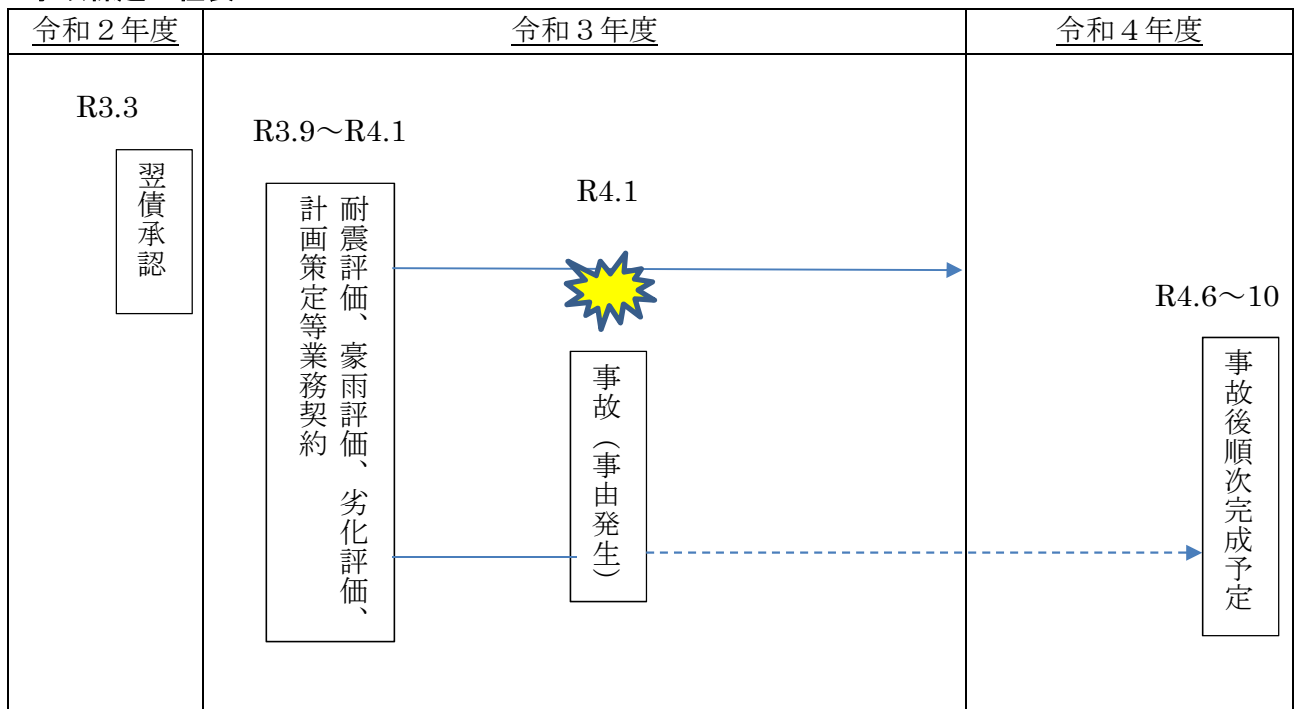 令和２年度
令和３年度
令和４年度
R3.3
翌債承認
R3.9～R4.1
耐震評価、豪雨評価、劣化評価、
計画策定等業務契約
R4.1
事故（事由発生）
R4.6～10
事故後順次完成予定